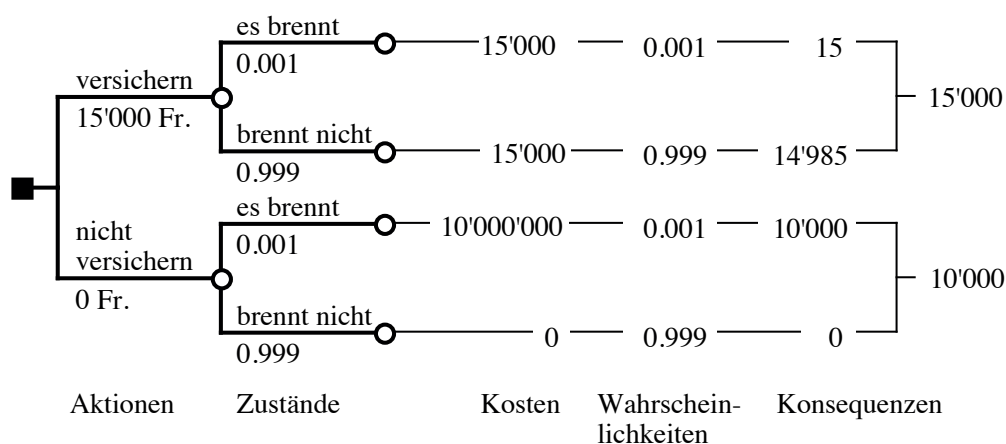 es brennt
0.001
15'000 0.001 15
versichern
15'000 Fr.
15'000
brennt nicht
0.999
15'000 0.999 14'985
es brennt
0.001
10'000'000 0.001 10'000
nicht
versichern
0 Fr.
10'000
brennt nicht
0.999
0 0.999 0
Aktionen Zustände Kosten Wahrschein- Konsequenzen
lichkeiten